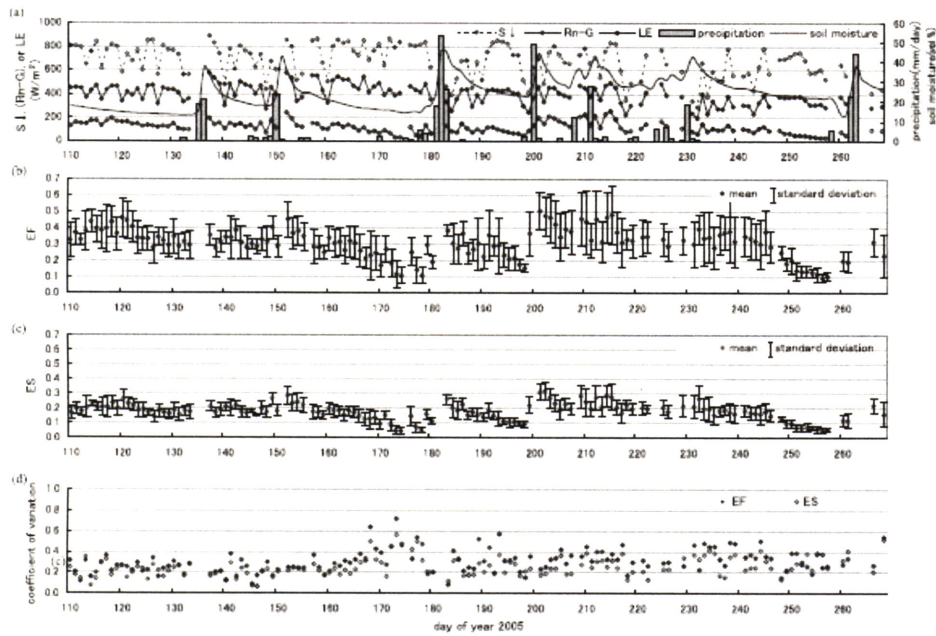 (a)
1000
800
600
400
200
0
S↓, (Rn-G), or LE
(W/m²)
S↓ Rn-G LE precipitation soil moisture
60
50
40
30
20
10
0
precipitation(mm/day)
soil moisture(vol %)
110 120 130 140 150 160 170 180 190 200 210 220 230 240 250 260
(b)
0.7
0.6
0.5
0.4
0.3
0.2
0.1
0.0
EF
mean standard deviation
110 120 130 140 150 160 170 180 190 200 210 220 230 240 250 260
(c)
0.7
0.6
0.5
0.4
0.3
0.2
0.1
0.0
ES
mean standard deviation
110 120 130 140 150 160 170 180 190 200 210 220 230 240 250 260
(d)
1.0
0.8
0.6
0.4
0.2
0.0
coefficient of variation
(c)
EF ES
110 120 130 140 150 160 170 180 190 200 210 220 230 240 250 260
day of year 2005